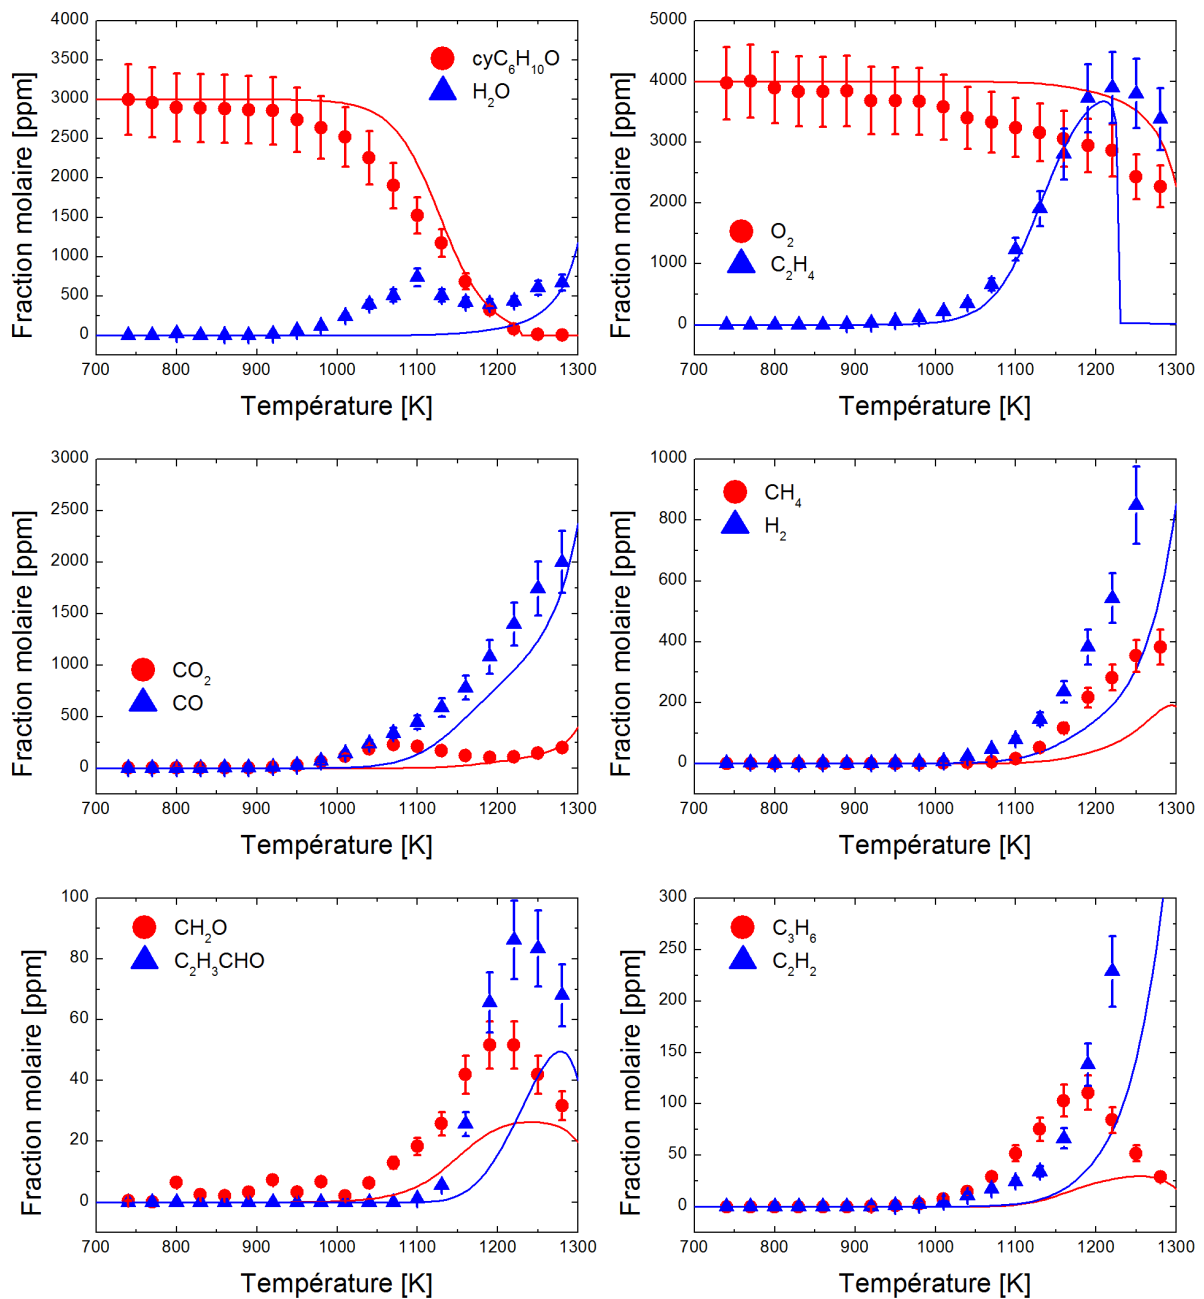 Fraction molaire [ppm]
4000
3500
3000
2500
2000
1500
1000
500
0
cyC6H10O
H2O
700 800 900 1000 1100 1200 1300
Température [K]
Fraction molaire [ppm]
5000
4000
3000
2000
1000
0
O2
C2H4
700 800 900 1000 1100 1200 1300
Température [K]
Fraction molaire [ppm]
3000
2500
2000
1500
1000
500
0
CO2
CO
700 800 900 1000 1100 1200 1300
Température [K]
Fraction molaire [ppm]
1000
800
600
400
200
0
CH4
H2
700 800 900 1000 1100 1200 1300
Température [K]
Fraction molaire [ppm]
100
80
60
40
20
0
CH2O
C2H3CHO
700 800 900 1000 1100 1200 1300
Température [K]
Fraction molaire [ppm]
300
250
200
150
100
50
0
C3H6
C2H2
700 800 900 1000 1100 1200 1300
Température [K]